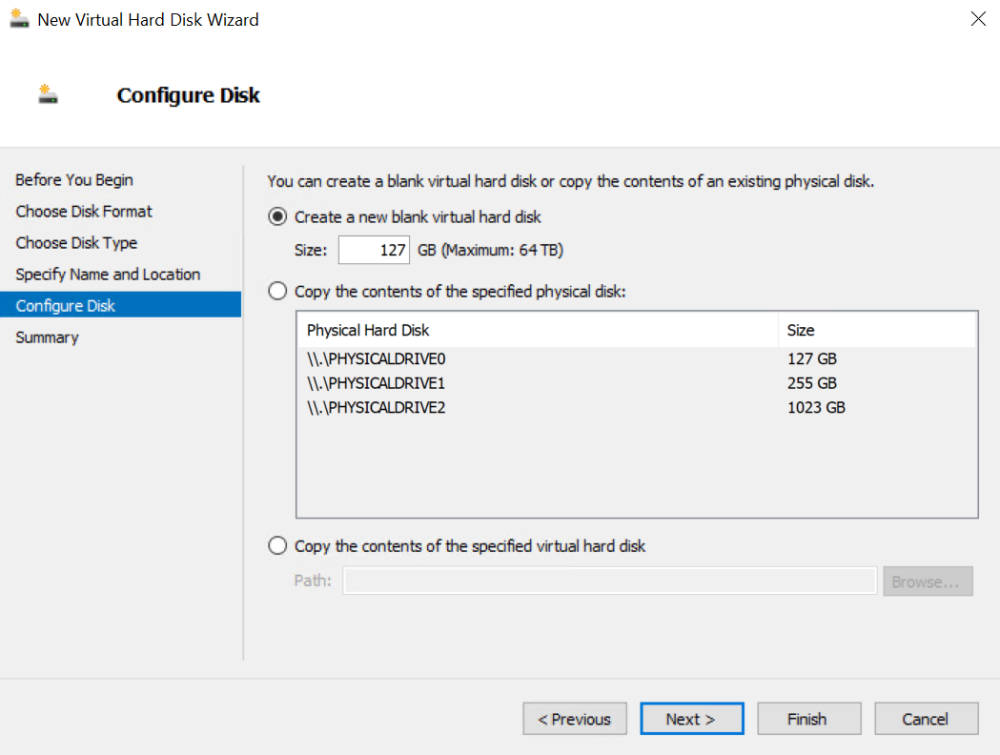 New Virtual Hard Disk Wizard
Configure Disk
Before You Begin
Choose Disk Format
Choose Disk Type
Specify Name and Location
Configure Disk
Summary
You can create a blank virtual hard disk or copy the contents of an existing physical disk.
Create a new blank virtual hard disk
Size: 127 GB (Maximum: 64 TB)
Copy the contents of the specified physical disk:
Physical Hard Disk Size
\\.\PHYSICALDRIVE0 127 GB
\\.\PHYSICALDRIVE1 255 GB
\\.\PHYSICALDRIVE2 1023 GB
Copy the contents of the specified virtual hard disk
Path: Browse...
< Previous Next > Finish Cancel